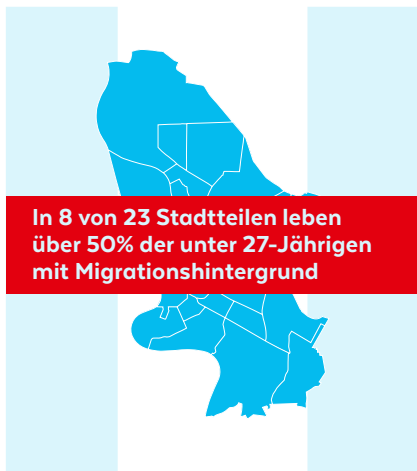 In 8 von 23 Stadtteilen leben
über 50% der unter 27-Jährigen
mit Migrationshintergrund